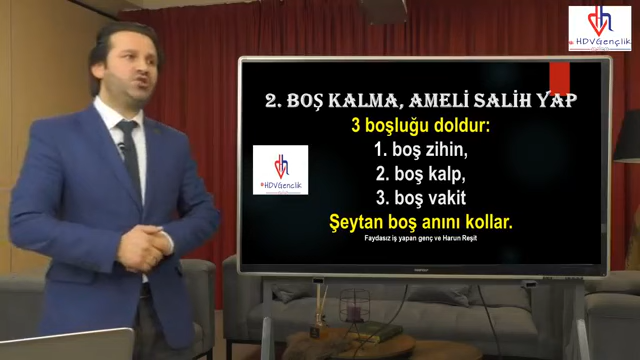 HDVGençlik
2. BOŞ KALMA, AMELİ SALİH YAP
3 boşluğu doldur:
1. boş zihin,
2. boş kalp,
3. boş vakit
HDVGençlik
Şeytan boş anını kollar.
Faydasız iş yapan genç ve Harun Reşit